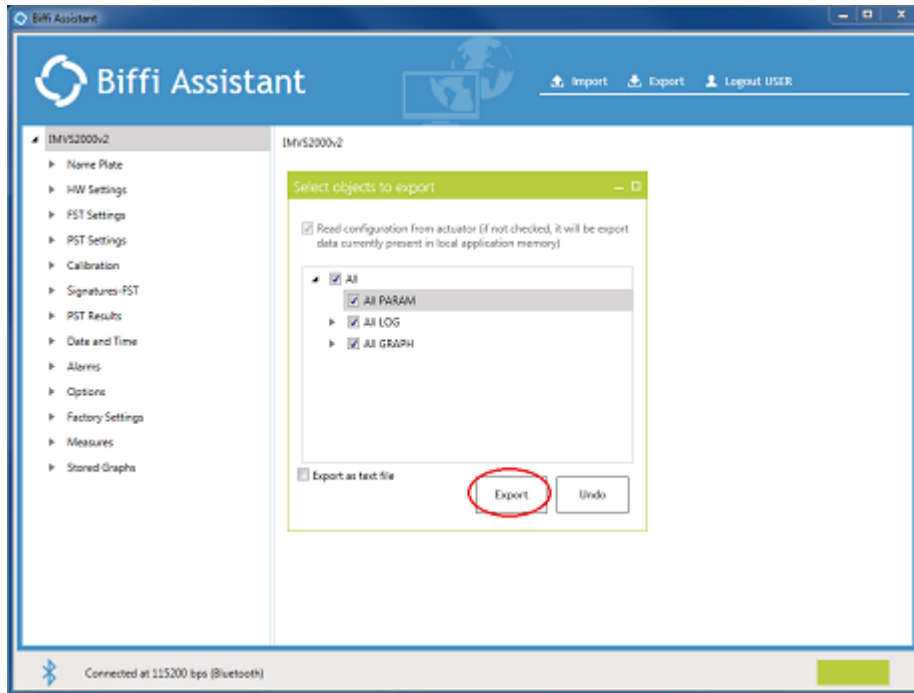 Biffi Assistant
Biffi Assistant
Import Export Logout USER
IMVS2000v2
Name Plate
HW Settings
FST Settings
PST Settings
Calibration
Signatures-FST
PST Results
Date and Time
Alarms
Options
Factory Settings
Measures
Stored Graphs
IMVS2000v2
Select objects to export
Read configuration from actuator (if not checked, it will be export
data currently present in local application memory)
All
All PARAM
All LOG
All GRAPH
Export as text file
Export Undo
Connected at 115200 bps (Bluetooth)